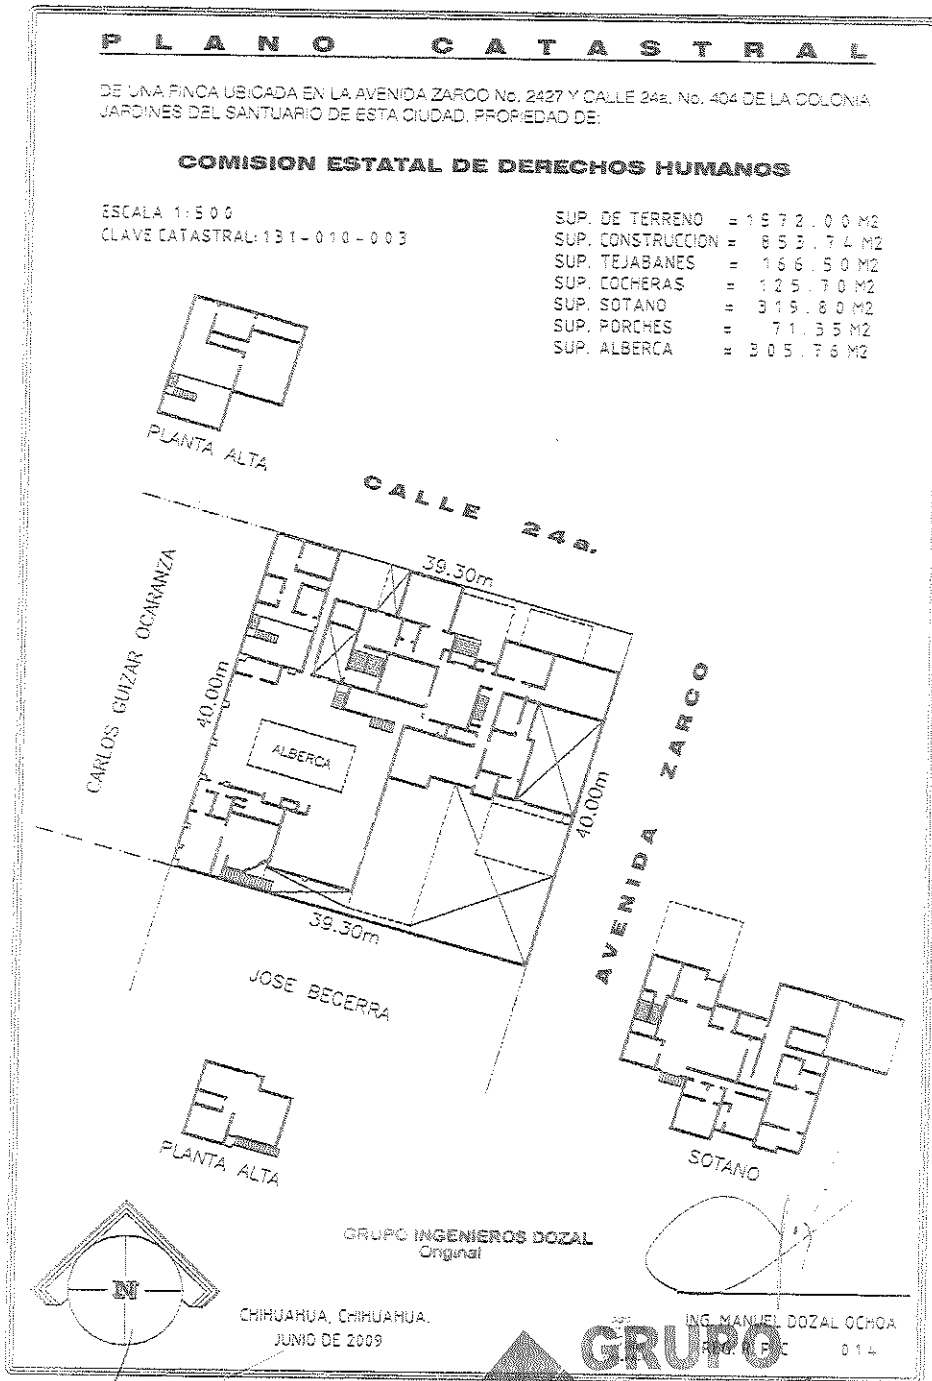 PLANO CATASTRAL
DE UNA FINCA UBICADA EN LA AVENIDA ZARCO No. 2427 Y CALLE 24a. No. 404 DE LA COLONIA
JARDINES DEL SANTUARIO DE ESTA CIUDAD. PROPIEDAD DE:
COMISION ESTATAL DE DERECHOS HUMANOS
ESCALA 1:500
CLAVE CATASTRAL: 131-010-003
SUP. DE TERRENO = 1572.00 M2
SUP. CONSTRUCCION = 853.74 M2
SUP. TEJABANES = 166.50 M2
SUP. COCHERAS = 125.70 M2
SUP. SOTANO = 319.80 M2
SUP. PORCHES = 71.35 M2
SUP. ALBERCA = 305.76 M2
PLANTA ALTA
CALLE 24a.
39.30m
CARLOS GUIZAR OCARANZA
40.00m
ALBERCA
AVENIDA ZARCO
40.00m
39.30m
JOSE BECERRA
PLANTA ALTA
SOTANO
GRUPO INGENIEROS DOZAL
Original
N
CHIHUAHUA, CHIHUAHUA.
JUNIO DE 2009
ING. MANUEL DOZAL OCHOA
REG. 014
GRUPO